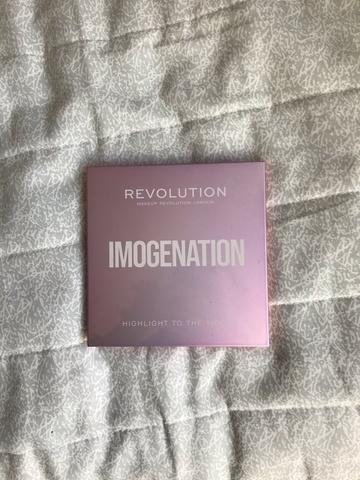 REVOLUTION
MAKEUP REVOLUTION LONDON
IMOGENATION
HIGHLIGHT TO THE